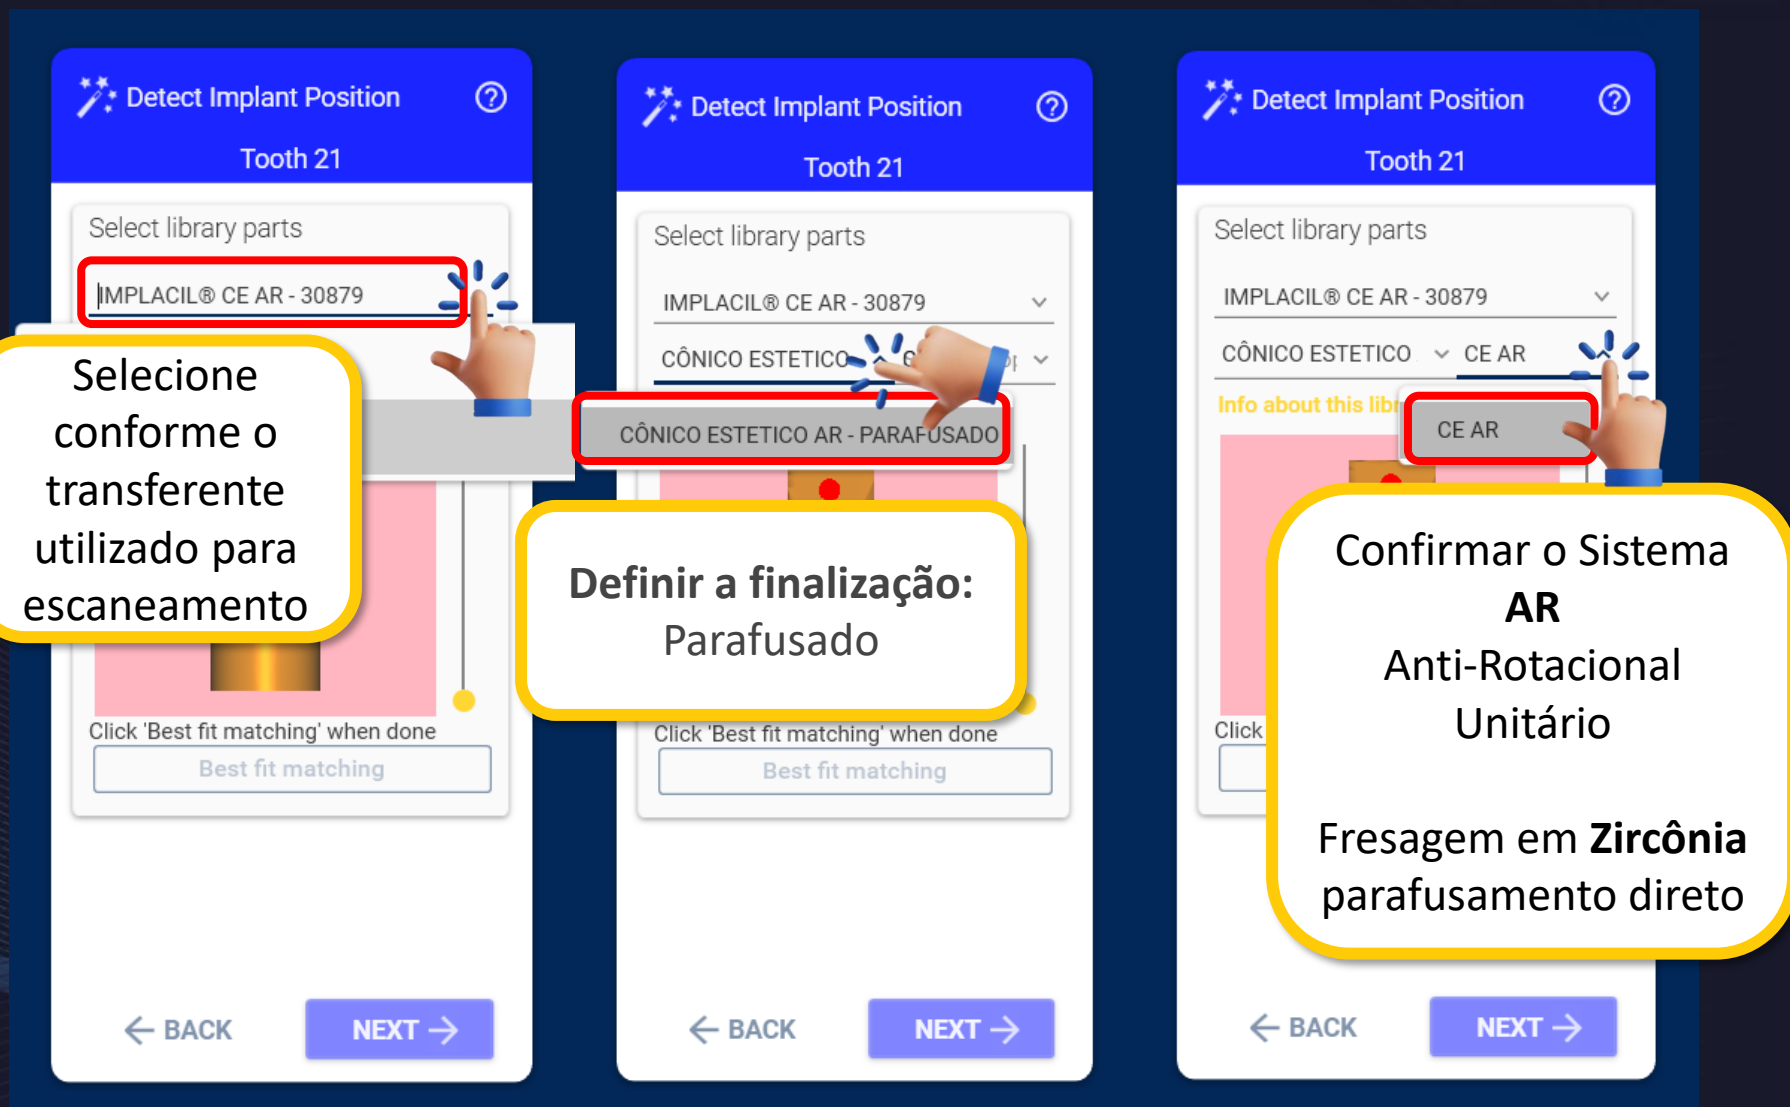 Detect Implant Position
Tooth 21
Select library parts
IMPLACIL® CE AR - 30879
Selecione
conforme o
transferente
utilizado para
escaneamento
Click 'Best fit matching' when done
Best fit matching
BACK
NEXT
Detect Implant Position
Tooth 21
Select library parts
IMPLACIL® CE AR - 30879
CÔNICO ESTETICO
CÔNICO ESTETICO AR - PARAFUSADO
Definir a finalização:
Parafusado
Click 'Best fit matching' when done
Best fit matching
BACK
NEXT
Detect Implant Position
Tooth 21
Select library parts
IMPLACIL® CE AR - 30879
CÔNICO ESTETICO CE AR
Info about this libr
CE AR
Confirmar o Sistema
AR
Anti-Rotacional
Unitário
Fresagem em Zircônia
parafusamento direto
Click
BACK
NEXT